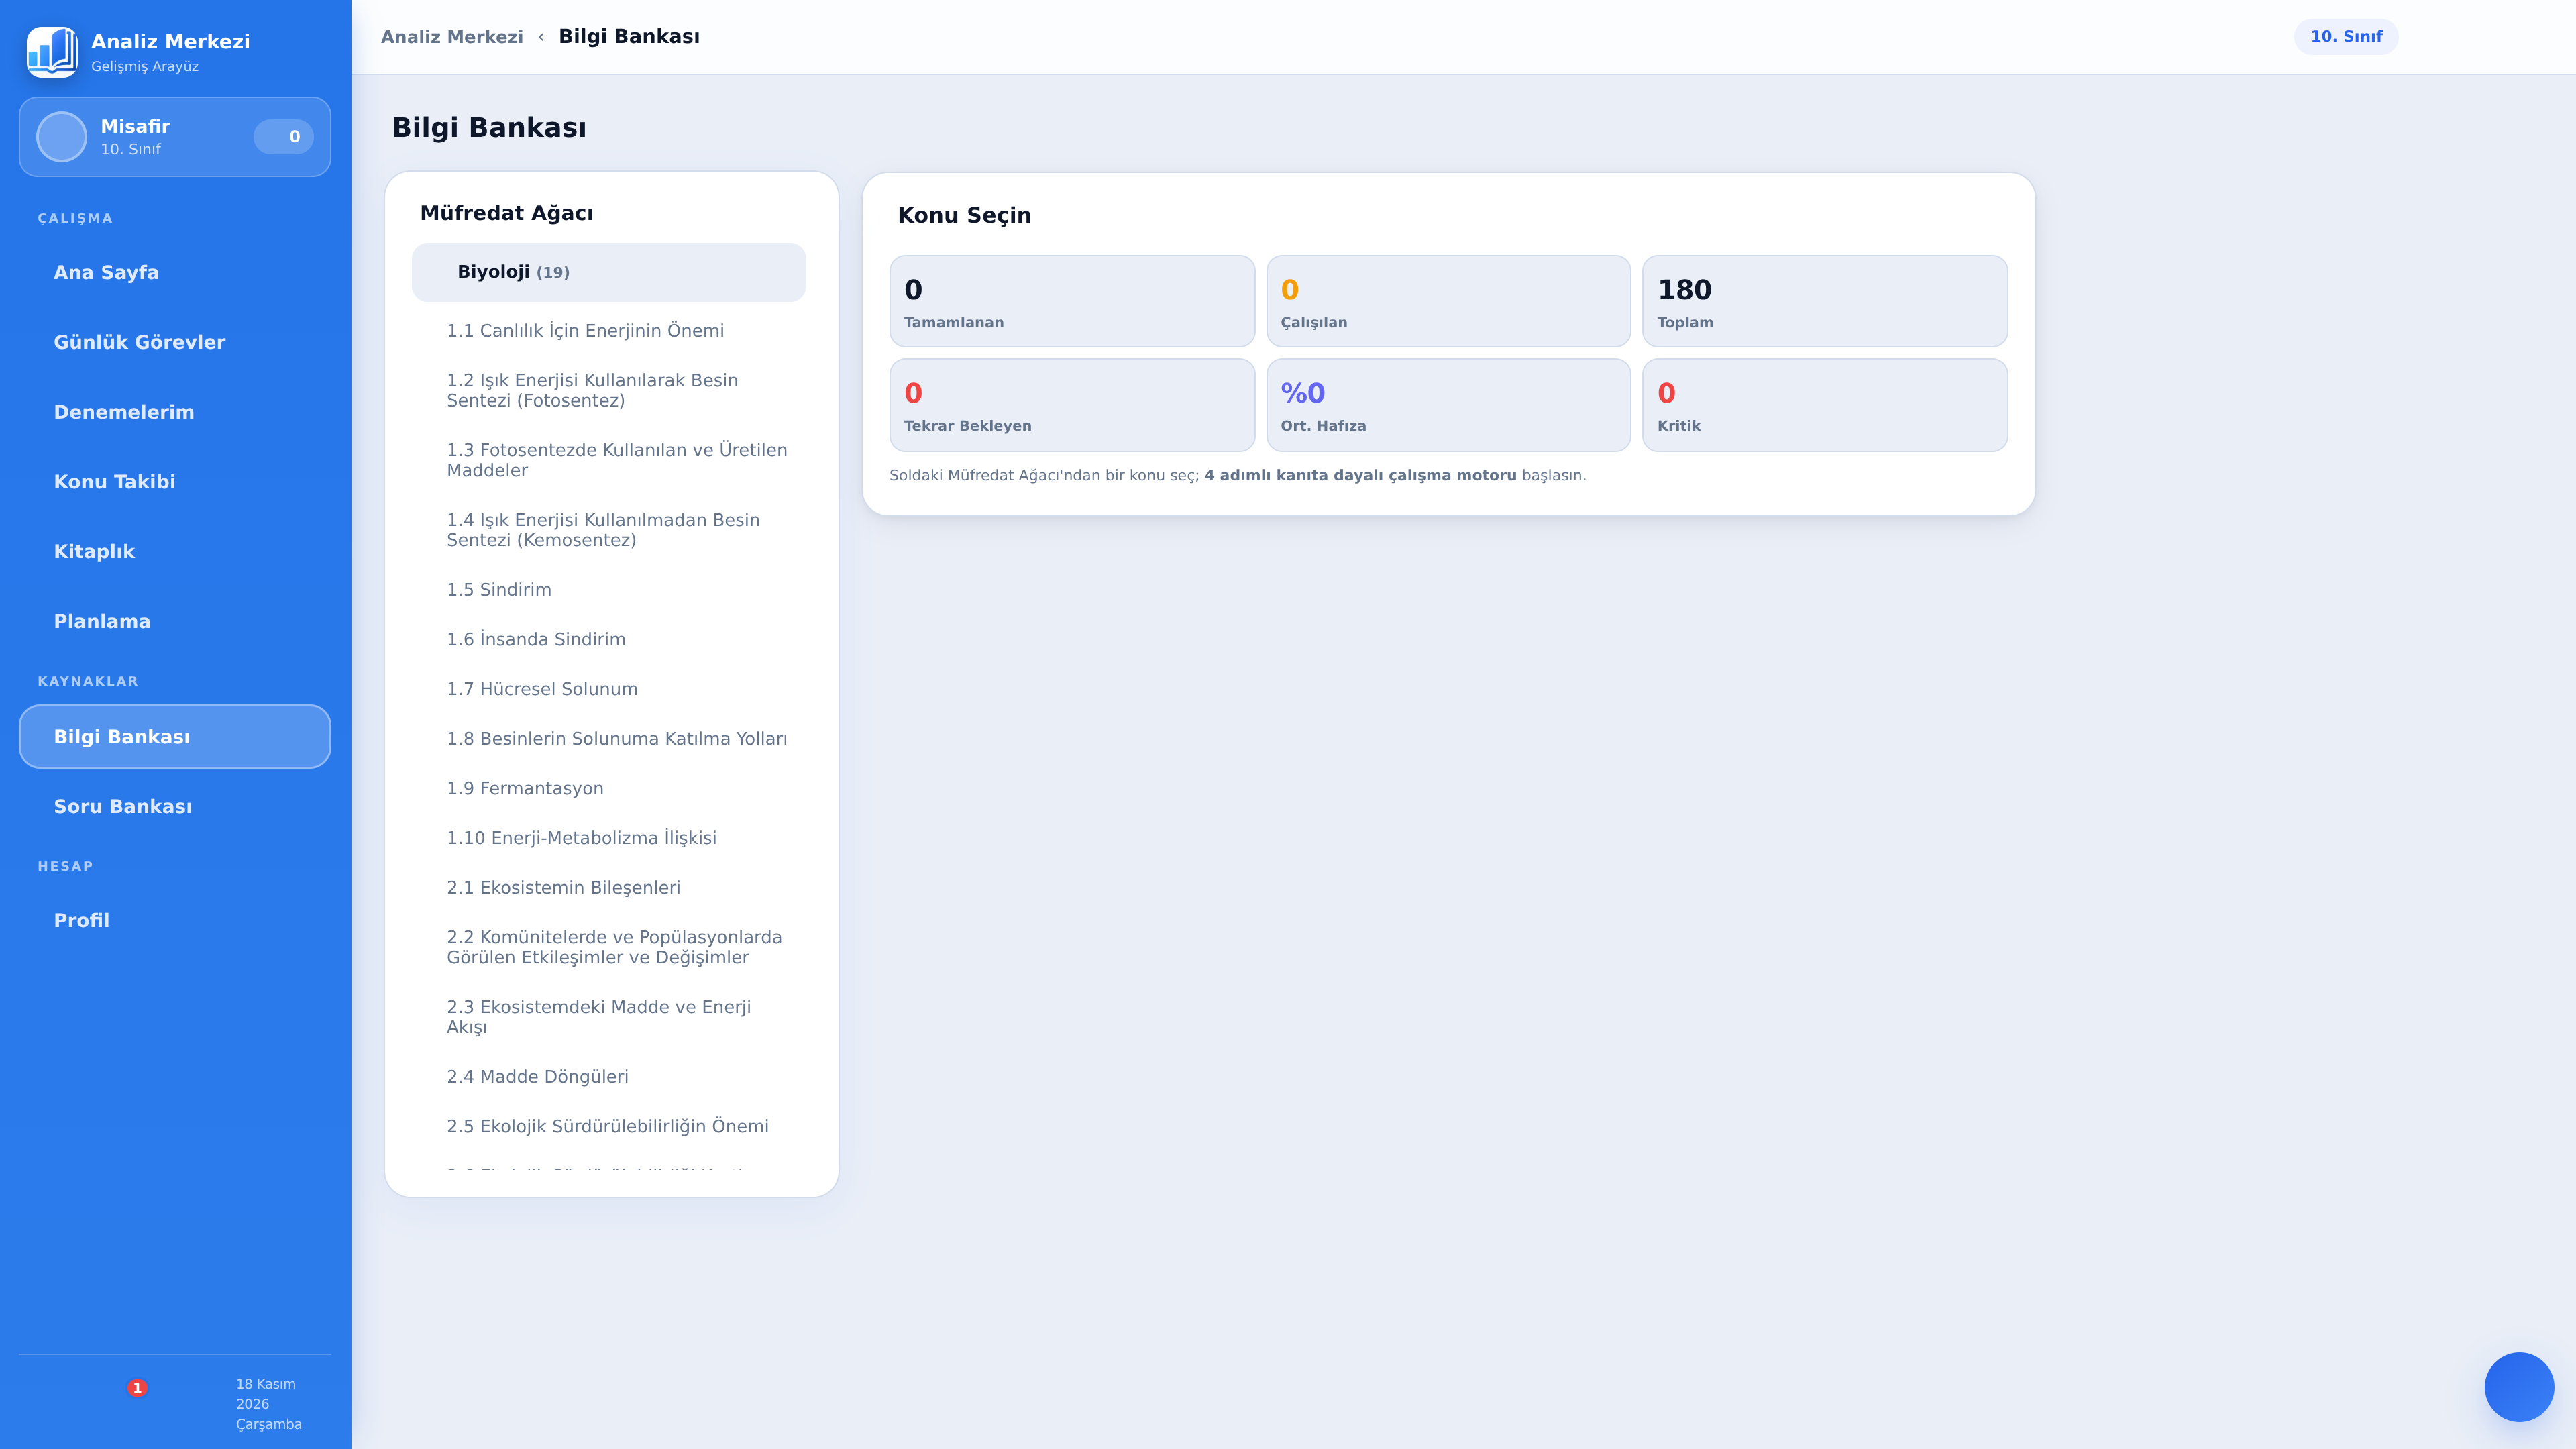 Analiz Merkezi
Gelişmiş Arayüz
Misafir
10. Sınıf
0
ÇALIŞMA
Ana Sayfa
Günlük Görevler
Denemelerim
Konu Takibi
Kitaplık
Planlama
KAYNAKLAR
Bilgi Bankası
Soru Bankası
HESAP
Profil
1
18 Kasım
2026
Çarşamba
Analiz Merkezi ‹ Bilgi Bankası
10. Sınıf
Bilgi Bankası
Müfredat Ağacı
Biyoloji (19)
1.1 Canlılık İçin Enerjinin Önemi
1.2 Işık Enerjisi Kullanılarak Besin
Sentezi (Fotosentez)
1.3 Fotosentezde Kullanılan ve Üretilen
Maddeler
1.4 Işık Enerjisi Kullanılmadan Besin
Sentezi (Kemosentez)
1.5 Sindirim
1.6 İnsanda Sindirim
1.7 Hücresel Solunum
1.8 Besinlerin Solunuma Katılma Yolları
1.9 Fermantasyon
1.10 Enerji-Metabolizma İlişkisi
2.1 Ekosistemin Bileşenleri
2.2 Komünitelerde ve Popülasyonlarda
Görülen Etkileşimler ve Değişimler
2.3 Ekosistemdeki Madde ve Enerji
Akışı
2.4 Madde Döngüleri
2.5 Ekolojik Sürdürülebilirliğin Önemi
Konu Seçin
0
Tamamlanan
0
Çalışılan
180
Toplam
0
Tekrar Bekleyen
%0
Ort. Hafıza
0
Kritik
Soldaki Müfredat Ağacı'ndan bir konu seç; 4 adımlı kanıta dayalı çalışma motoru başlasın.